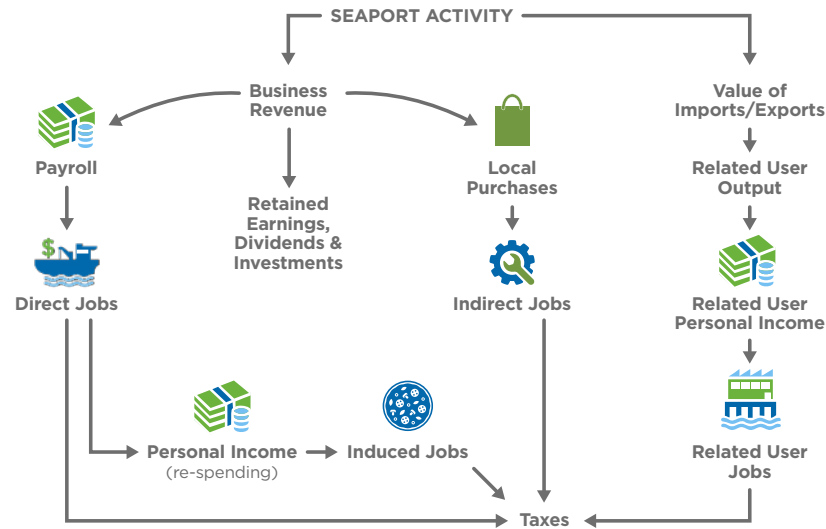 SEAPORT ACTIVITY
Business
Revenue
Value of
Imports/Exports
Payroll
Local
Purchases
Related User
Output
Retained
Earnings,
Dividends &
Investments
$
Direct Jobs
Indirect Jobs
Related User
Personal Income
Personal Income
(re-spending)
Induced Jobs
Related User
Jobs
Taxes